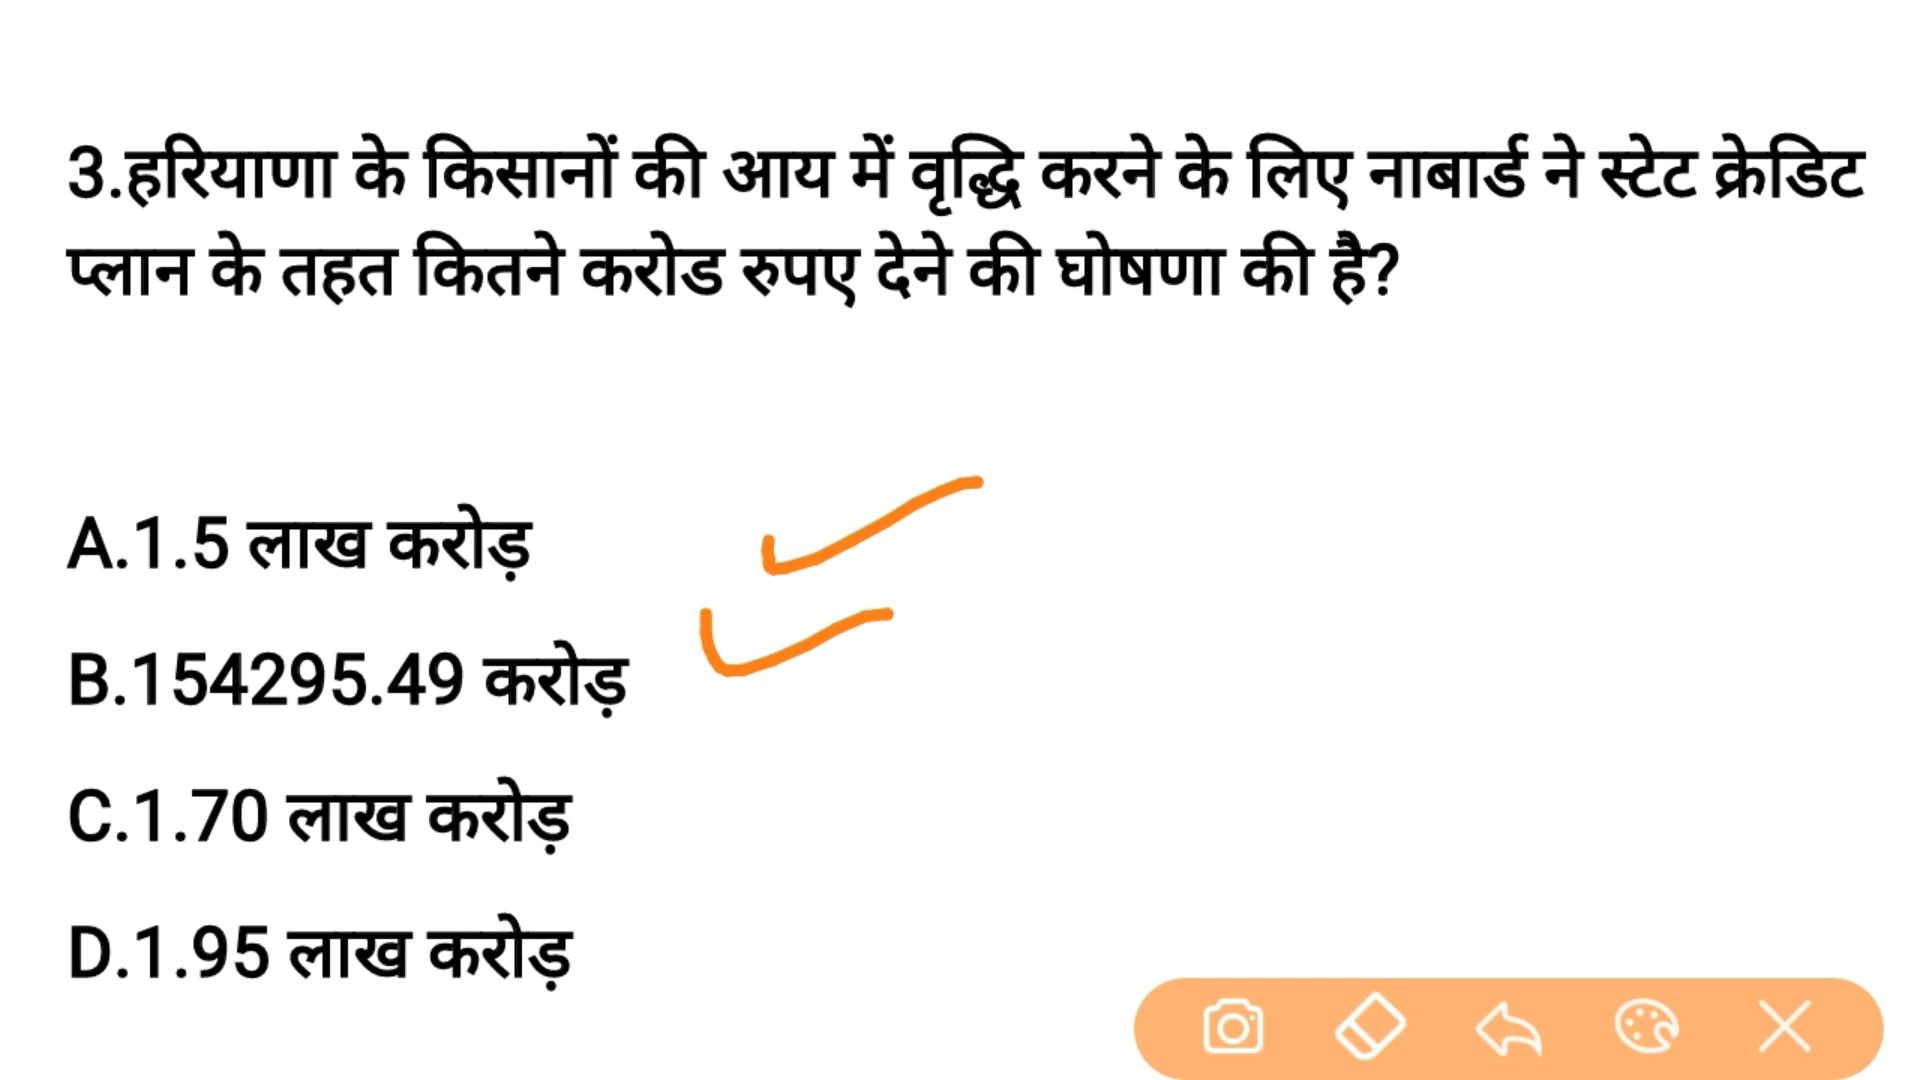 3.हरियाणा के किसानों की आय में वृद्धि करने के लिए नाबार्ड ने स्टेट क्रेडिट
प्लान के तहत कितने करोड रुपए देने की घोषणा की है?
A.1.5 लाख करोड़
B.154295.49 करोड़
C.1.70 लाख करोड़
D.1.95 लाख करोड़